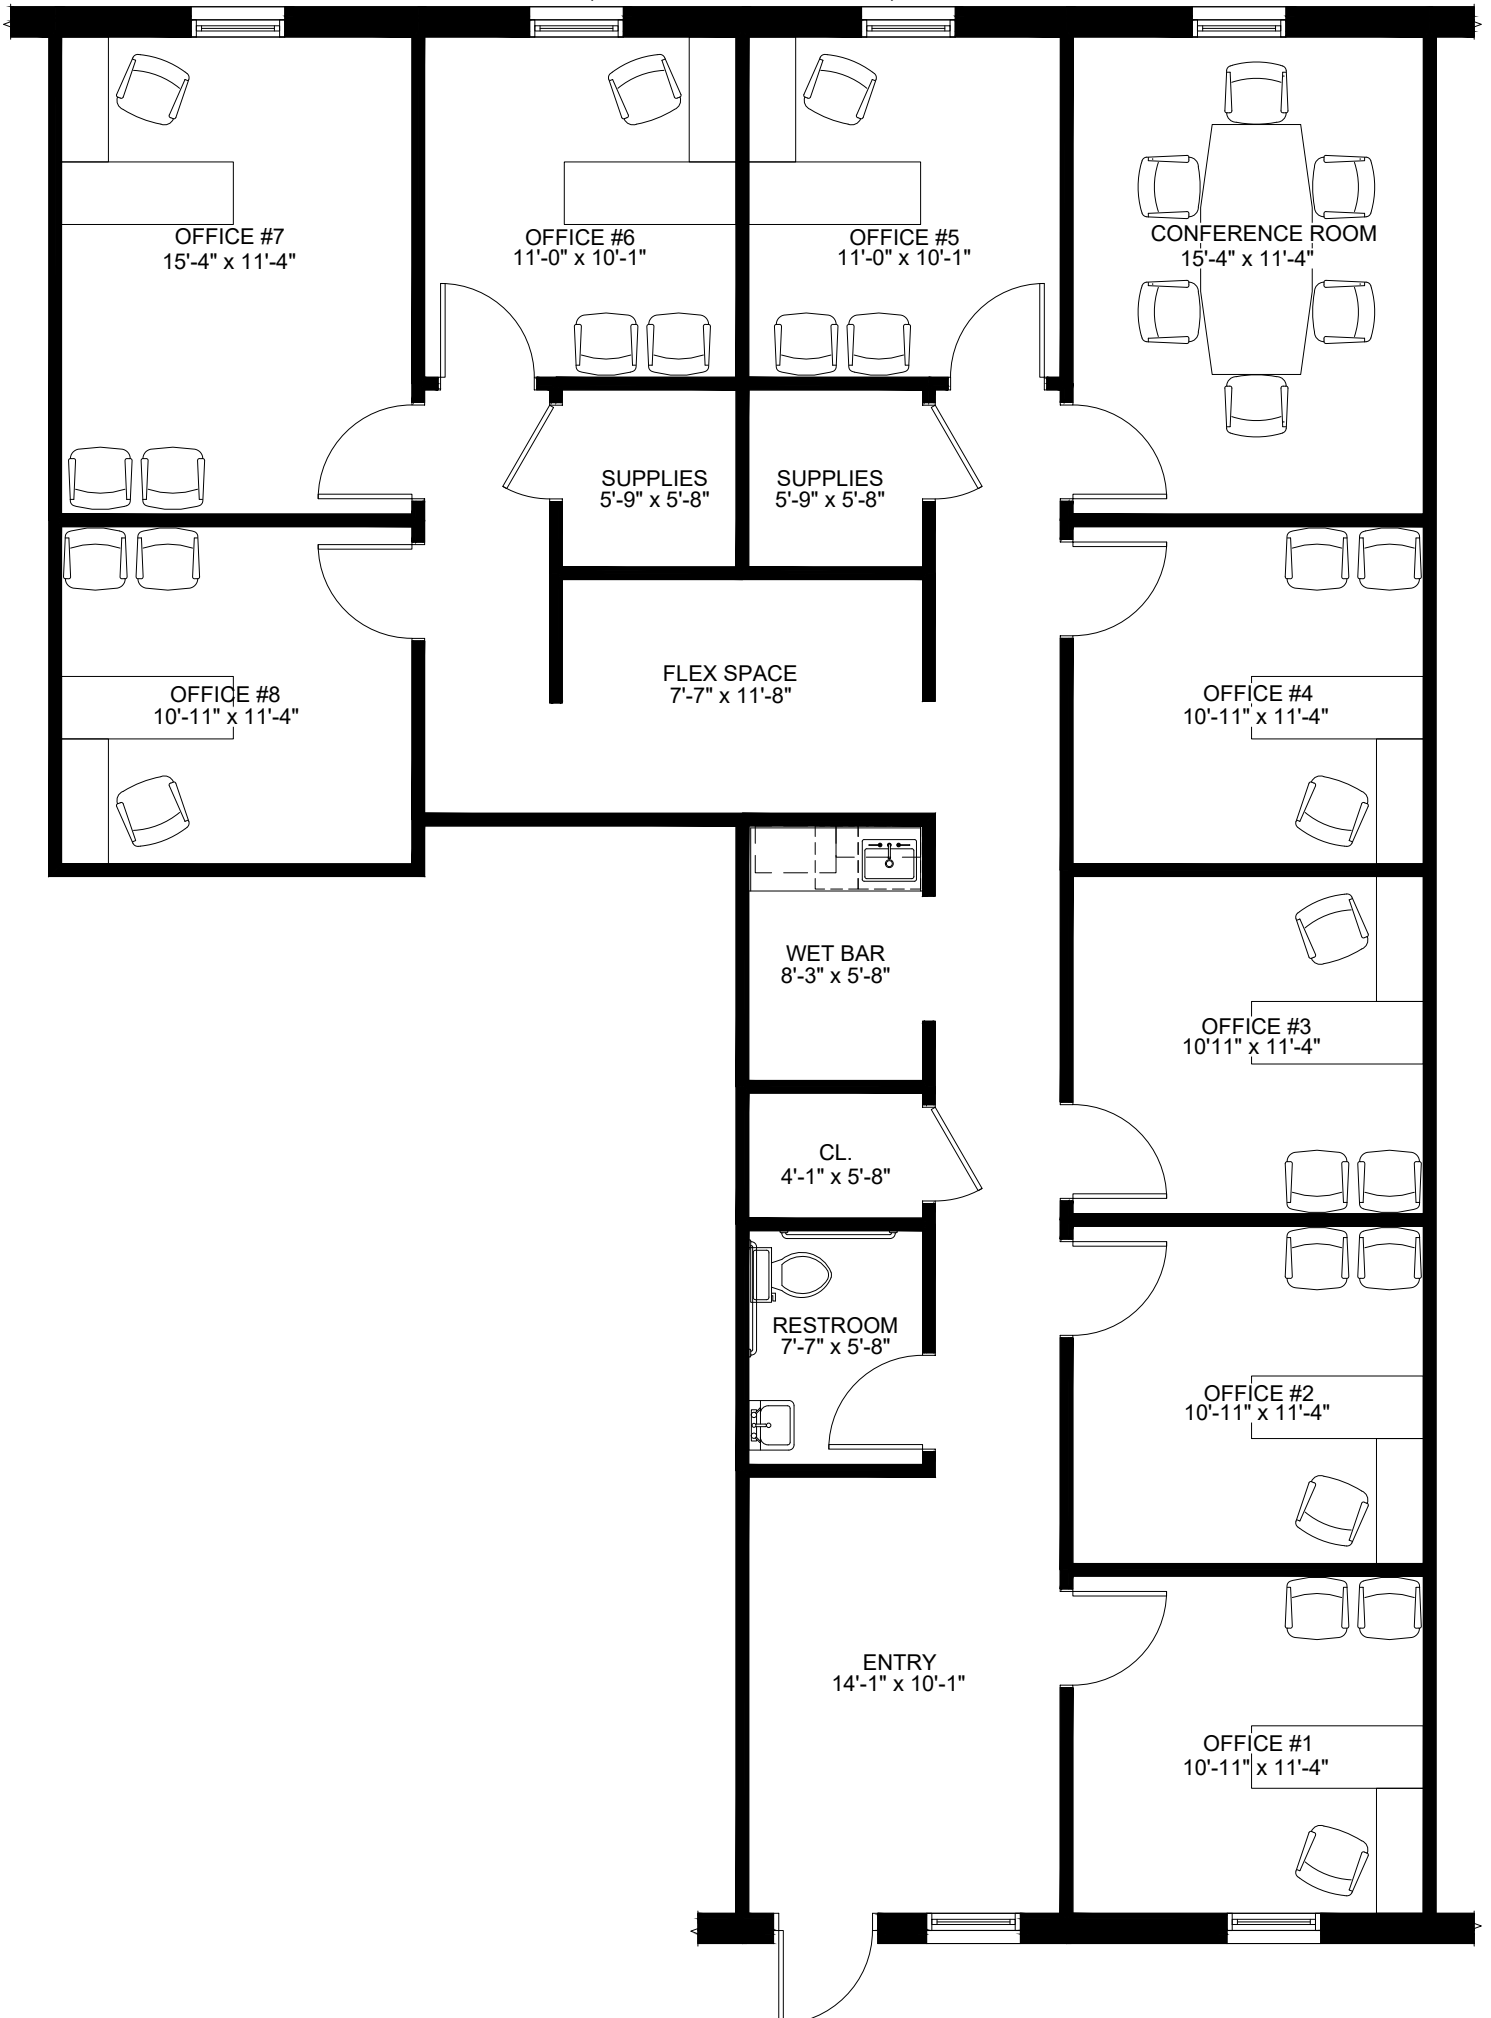 OFFICE #7
15'-4" x 11'-4"
OFFICE #6
11'-0" x 10'-1"
OFFICE #5
11'-0" x 10'-1"
CONFERENCE ROOM
15'-4" x 11'-4"
SUPPLIES
5'-9" x 5'-8"
SUPPLIES
5'-9" x 5'-8"
FLEX SPACE
7'-7" x 11'-8"
OFFICE #8
10'-11" x 11'-4"
OFFICE #4
10'-11" x 11'-4"
WET BAR
8'-3" x 5'-8"
OFFICE #3
10'11" x 11'-4"
CL.
4'-1" x 5'-8"
RESTROOM
7'-7" x 5'-8"
OFFICE #2
10'-11" x 11'-4"
ENTRY
14'-1" x 10'-1"
OFFICE #1
10'-11" x 11'-4"